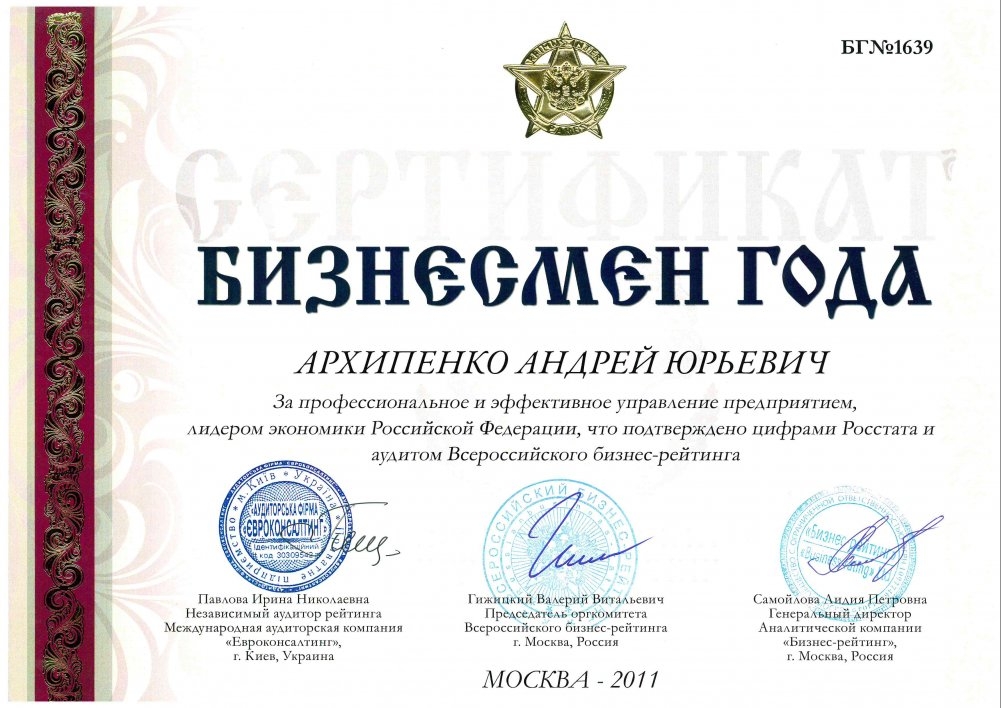 БГ№1639
СЕРТИФИКАТ
БИЗНЕСМЕН ГОДА
АРХИПЕНКО АНДРЕЙ ЮРЬЕВИЧ
За профессиональное и эффективное управление предприятием,
лидером экономики Российской Федерации, что подтверждено цифрами Росстата и
аудитом Всероссийского бизнес-рейтинга
м. Київ * Україна * Приватне підприємство *
АУДИТОРСЬКА ФІРМА
«ЄВРОКОНСАЛТИНГ»
Ідентифікаційний
код 30309542
Павлова Ирина Николаевна
Независимый аудитор рейтинга
Международная аудиторская компания
«Евроконсалтинг»,
г. Киев, Украина
ВСЕРОССИЙСКИЙ БИЗНЕС-РЕЙТИНГ
Гижицкий Валерий Витальевич
Председатель оргкомитета
Всероссийского бизнес-рейтинга
г. Москва, Россия
«Бизнес-рейтинг»
Самойлова Лидия Петровна
Генеральный директор
Аналитической компании
«Бизнес-рейтинг»,
г. Москва, Россия
МОСКВА - 2011